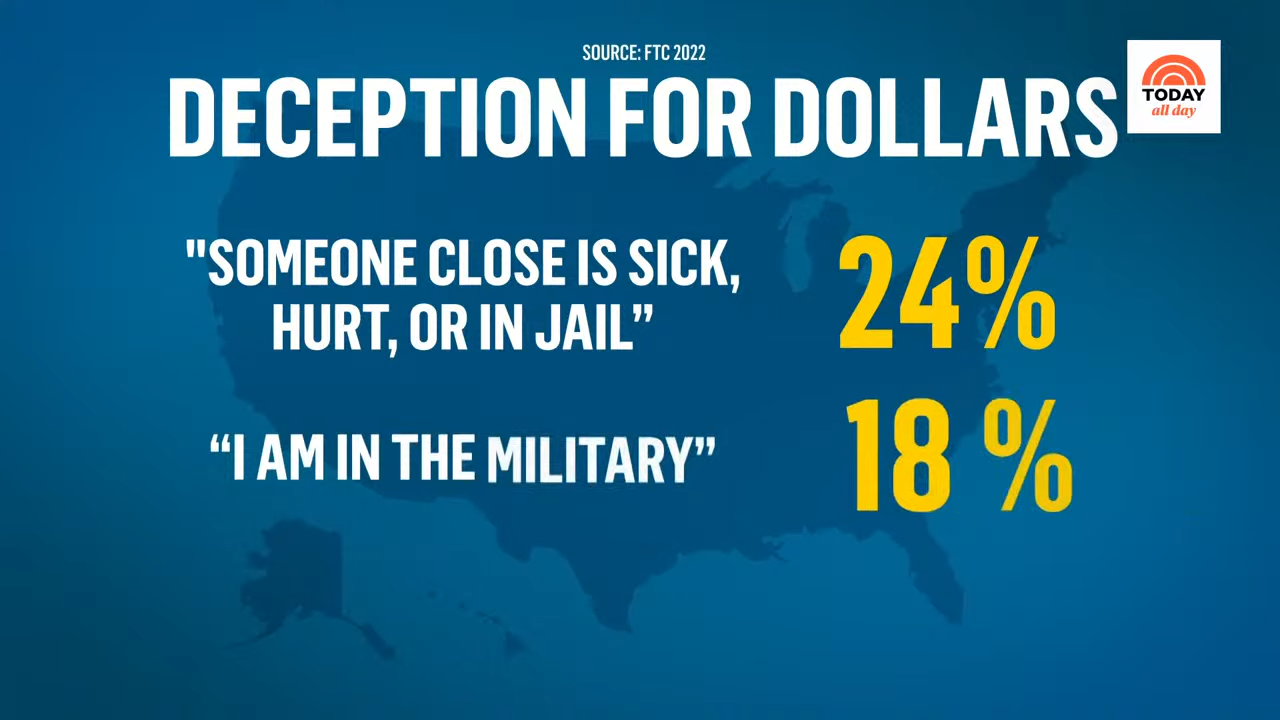 SOURCE: FTC 2022
DECEPTION FOR DOLLARS
TODAY
all day
"SOMEONE CLOSE IS SICK,
HURT, OR IN JAIL”
24%
“I AM IN THE MILITARY”
18 %